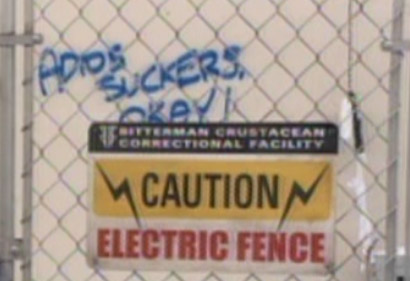 ADIOS
SUCKERS.
OKAY!
BITTERMAN CRUSTACEAN
CORRECTIONAL FACILITY
CAUTION
ELECTRIC FENCE